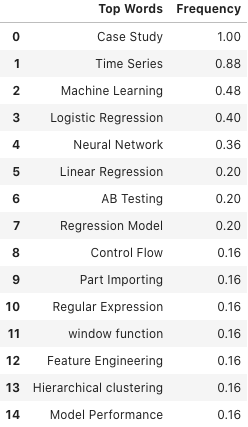 Top Words Frequency
0 Case Study 1.00
1 Time Series 0.88
2 Machine Learning 0.48
3 Logistic Regression 0.40
4 Neural Network 0.36
5 Linear Regression 0.20
6 AB Testing 0.20
7 Regression Model 0.20
8 Control Flow 0.16
9 Part Importing 0.16
10 Regular Expression 0.16
11 window function 0.16
12 Feature Engineering 0.16
13 Hierarchical clustering 0.16
14 Model Performance 0.16